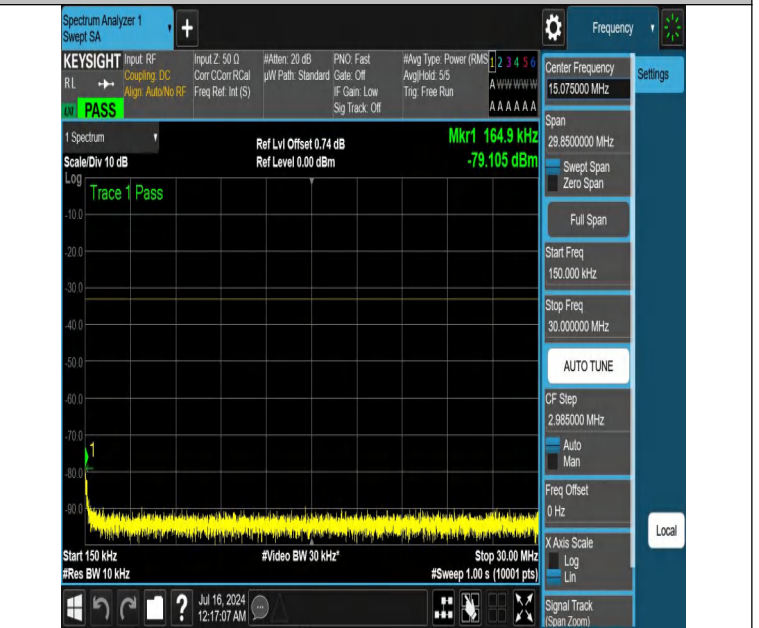 Spectrum Analyzer 1
Swept SA
Frequency
KEYSIGHT
RL
PASS
Input: RF
Coupling: DC
Align: Auto/No RF
Input Z: 50 Ω
Corr CCorr RCal
Freq Ref: Int (S)
#Atten: 20 dB
µW Path: Standard
PNO: Fast
Gate: Off
IF Gain: Low
Sig Track: Off
#Avg Type: Power (RMS
Avg|Hold: 5/5
Trig: Free Run
1 2 3 4 5 6
A W W W W W
A A A A A A
1 Spectrum
Scale/Div 10 dB
Ref Lvl Offset 0.74 dB
Ref Level 0.00 dBm
Mkr1 164.9 kHz
-79.105 dBm
Log
Trace 1 Pass
-10.0
-20.0
-30.0
-40.0
-50.0
-60.0
-70.0
1
-80.0
-90.0
Start 150 kHz
#Res BW 10 kHz
#Video BW 30 kHz*
Stop 30.00 MHz
#Sweep 1.00 s (10001 pts)
Jul 16, 2024
12:17:07 AM
Center Frequency
15.075000 MHz
Settings
Span
29.8500000 MHz
Swept Span
Zero Span
Full Span
Start Freq
150.000 kHz
Stop Freq
30.000000 MHz
AUTO TUNE
CF Step
2.985000 MHz
Auto
Man
Freq Offset
0 Hz
Local
X Axis Scale
Log
Lin
Signal Track
(Span Zoom)